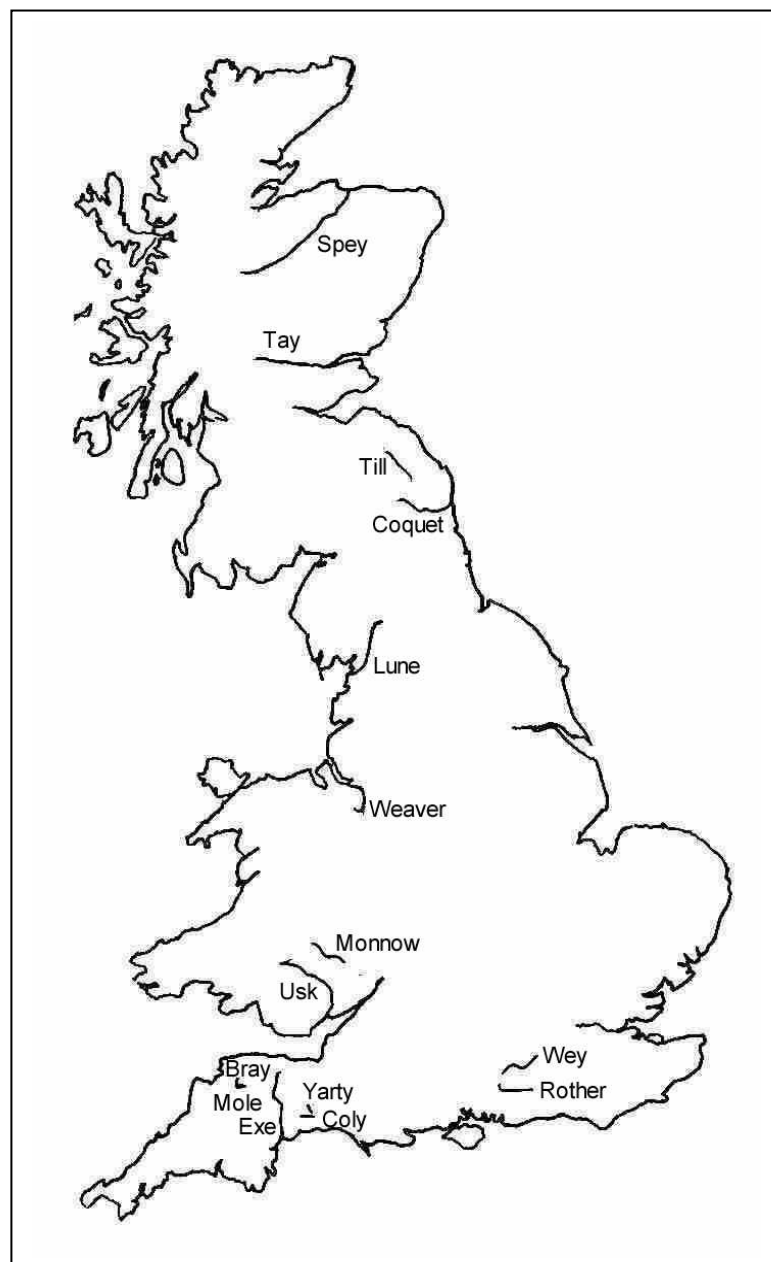 Spey
Tay
Till
Coquet
Lune
Weaver
Monnow
Usk
Wey
Bray
Rother
Yarty
Mole
Coly
Exe